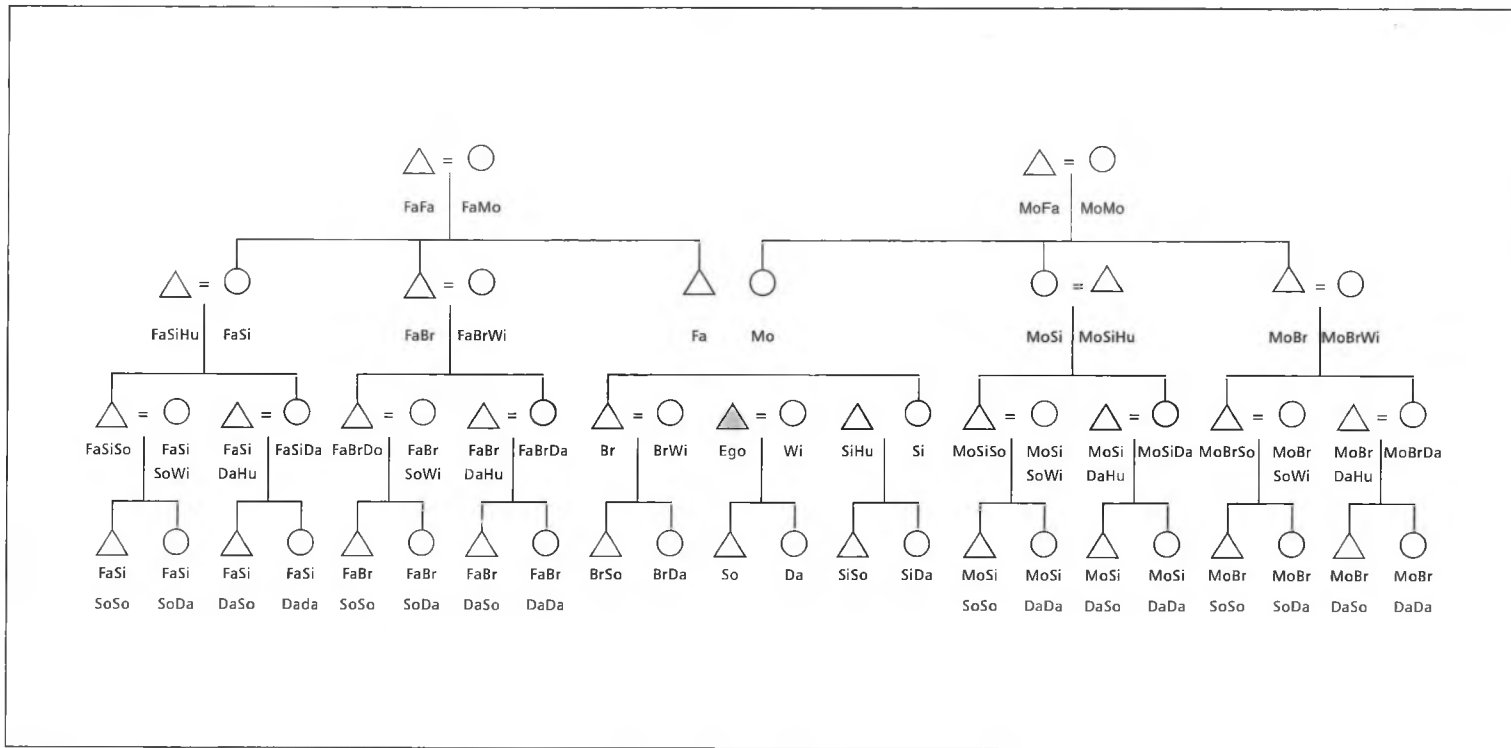 FaFa FaMo MoFa MoMo
FaSiHu FaSi FaBr FaBrWi Fa Mo MoSi MoSiHu MoBr MoBrWi
= = = = = =
FaSiSo FaSi FaSi FaSiDa FaBrDo FaBr FaBr FaBrDa Br BrWi Ego Wi SiHu Si MoSiSo MoSi MoSi MoSiDa MoBrSo MoBr MoBr MoBrDa
SoWi DaHu SoWi DaHu SoWi DaHu SoWi DaHu
FaSi FaSi FaSi FaSi FaBr FaBr FaBr FaBr BrSo BrDa So Da SiSo SiDa MoSi MoSi MoSi MoSi MoBr MoBr MoBr MoBr
SoSo SoDa DaSo Dada SoSo SoDa DaSo DaDa SoSo DaDa DaSo DaDa SoSo SoDa DaSo DaDa